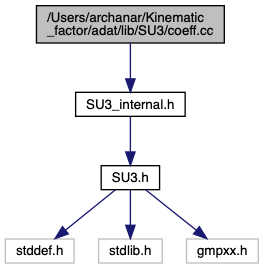 /Users/archanar/Kinematic
_factor/adat/lib/SU3/coeff.cc
SU3_internal.h
SU3.h
stddef.h
stdlib.h
gmpxx.h